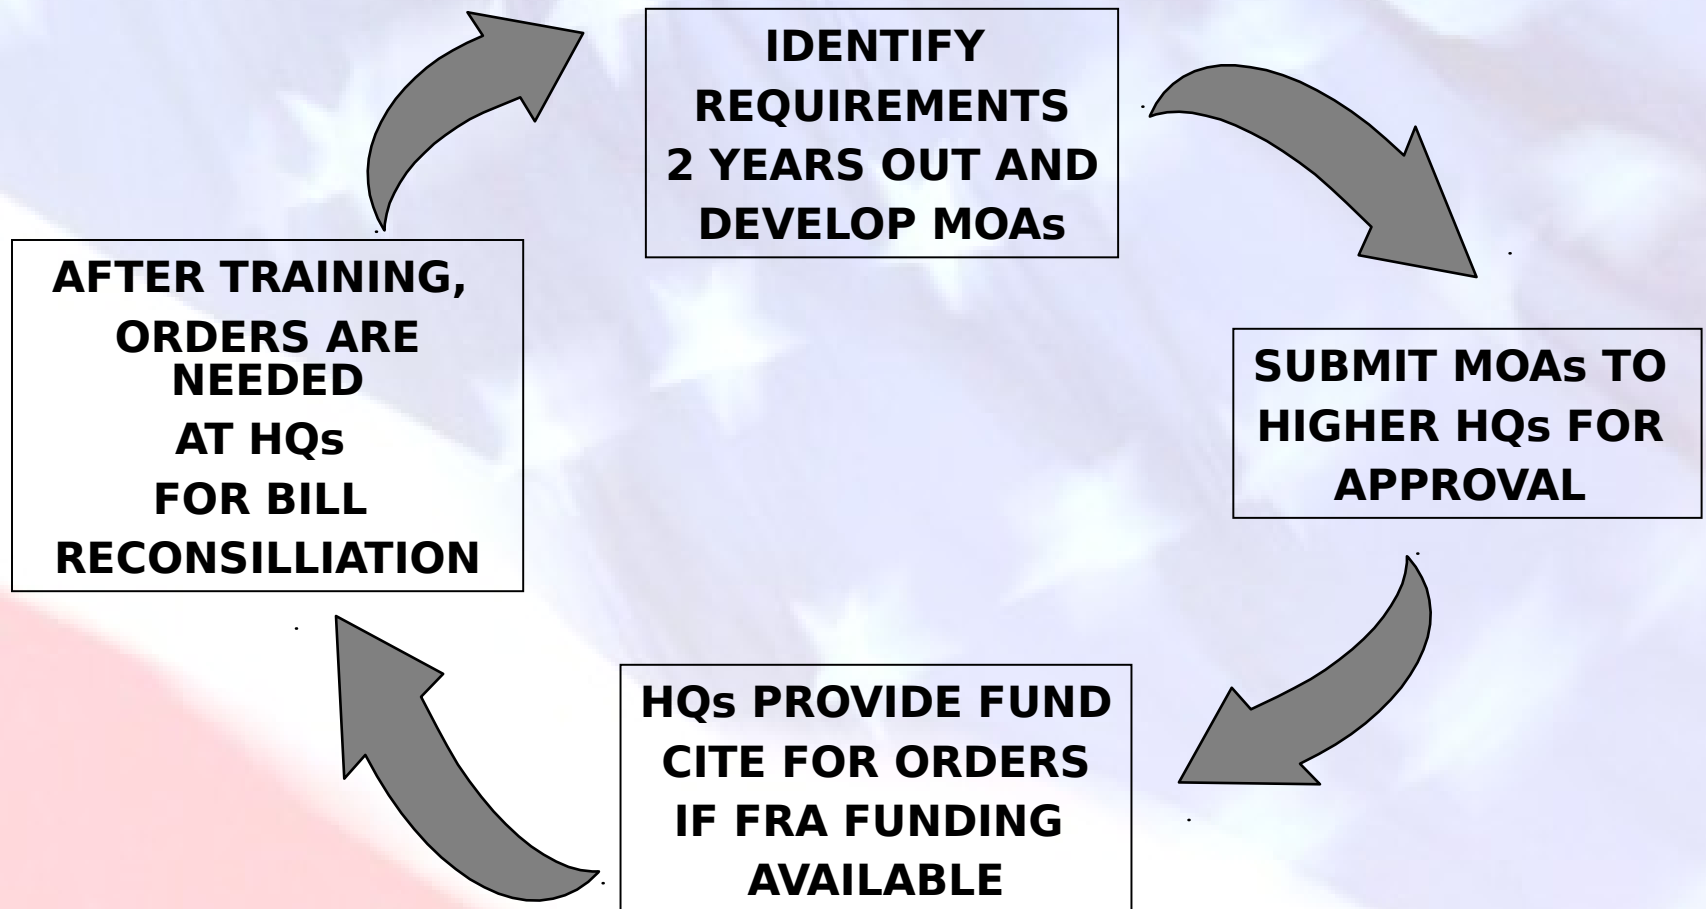 IDENTIFY
REQUIREMENTS
2 YEARS OUT AND
DEVELOP MOAs
SUBMIT MOAs TO
HIGHER HQs FOR
APPROVAL
HQs PROVIDE FUND
CITE FOR ORDERS
IF FRA FUNDING
AVAILABLE
AFTER TRAINING,
ORDERS ARE
NEEDED
AT HQs
FOR BILL
RECONSILLIATION